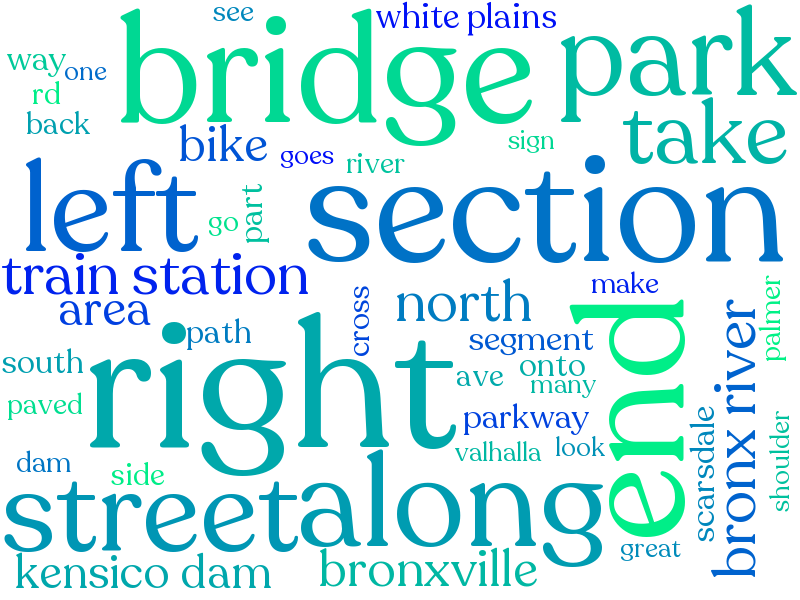 see
white plains
bridge
park
way
one
rd
back
take
bike
goes
sign
river
left
section
part
go
train station
area
make
cross
north
end
palmer
right
path
segment
south
onto
ave
many
bronx river
paved
parkway
scarsdale
shoulder
valhalla
look
dam
side
street
along
great
kensico dam
bronxville